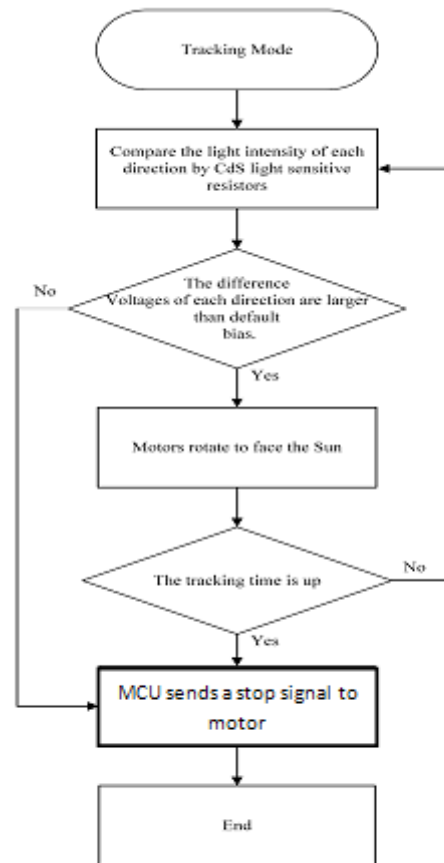 Tracking Mode
Compare the light intensity of each
direction by CdS light sensitive
resistors
No
The difference
Voltages of each direction are larger
than default
bias.
Yes
Motors rotate to face the Sun
The tracking time is up
No
Yes
MCU sends a stop signal to
motor
End